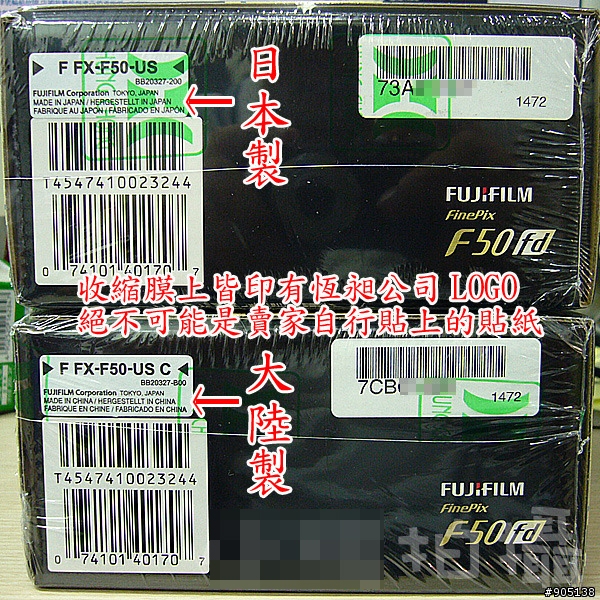 F FX-F50-US
BB20327-200
FUJIFILM Corporation TOKYO, JAPAN
MADE IN JAPAN / HERGESTELLT IN JAPAN
FABRIQUE AU JAPON / FABRICADO EN JAPON
日本製
73A
1472
T4547410023244
FUJIFILM
FinePix
F50fd
0 74101 40170 7
收縮膜上皆印有恆昶公司 LOGO
絕不可能是賣家自行貼上的貼紙
F FX-F50-US C
BB20327-B00
FUJIFILM Corporation TOKYO, JAPAN
MADE IN CHINA / HERGESTELLT IN CHINA
FABRIQUE EN CHINE / FABRICADO EN CHINA
大陸製
7CB
1472
T4547410023244
FUJIFILM
FinePix
F50fd
0 74101 40170 7
#905138